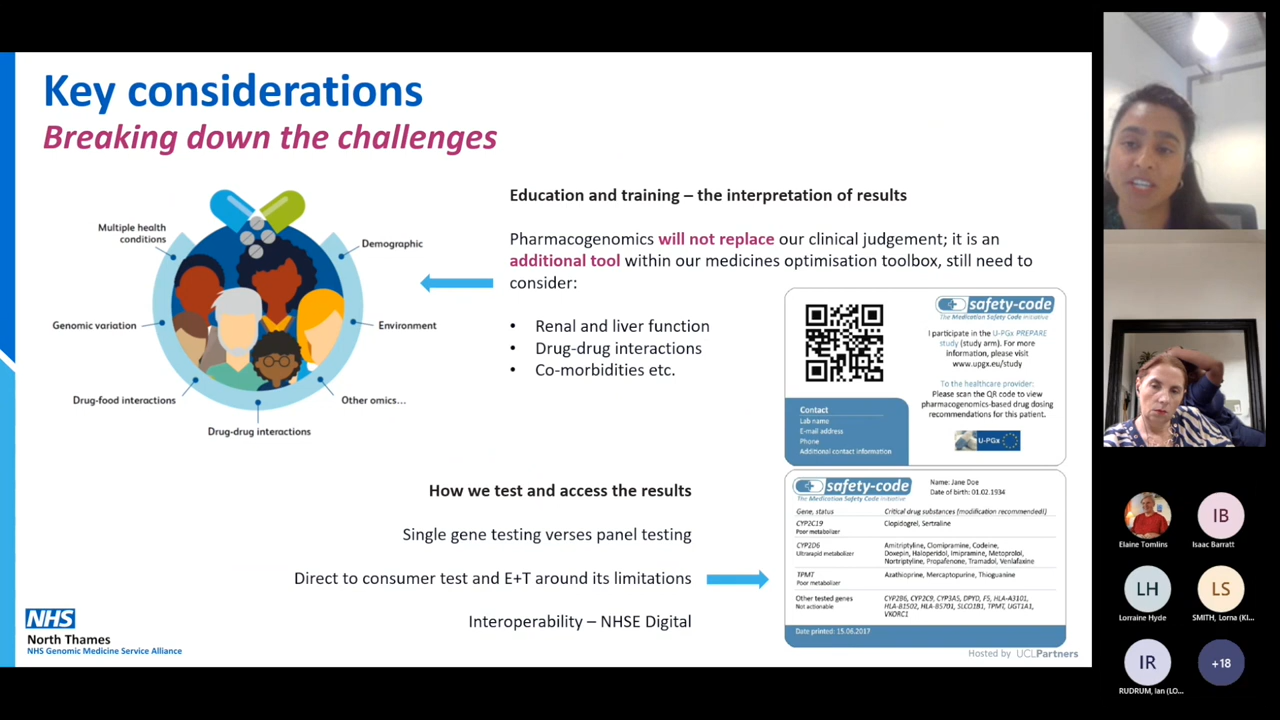 Key considerations
Breaking down the challenges
Multiple health
conditions
Demographic
Genomic variation
Environment
Drug-food interactions
Other omics...
Drug-drug interactions
Education and training – the interpretation of results
Pharmacogenomics will not replace our clinical judgement; it is an
additional tool within our medicines optimisation toolbox, still need to
consider:
• Renal and liver function
• Drug-drug interactions
• Co-morbidities etc.
safety-code
The Medication Safety Code initiative
I participate in the U-PGx PREPARE
study (study arm). For more
information, please visit
www.upgx.eu/study
To the healthcare provider:
Please scan the QR code to view
pharmacogenomics-based drug dosing
recommendations for this patient.
U-PGx
Contact
Lab name
E-mail address
Phone
Additional contact information
How we test and access the results
Single gene testing verses panel testing
Direct to consumer test and E+T around its limitations
Interoperability – NHSE Digital
safety-code
The Medication Safety Code initiative
Name: Jane Doe
Date of birth: 01.02.1934
Gene, status
Critical drug substances (modification recommended!)
CYP2C19
Poor metabolizer
Clopidogrel, Sertraline
CYP2D6
Ultrarapid metabolizer
Amitriptyline, Clomipramine, Codeine,
Doxepin, Haloperidol, Imipramine, Metoprolol,
Nortriptyline, Propafenone, Tramadol, Venlafaxine
TPMT
Poor metabolizer
Azathioprine, Mercaptopurine, Thioguanine
Other tested genes
Not actionable
CYP2B6, CYP2C9, CYP3A5, DPYD, F5, HLA-A3101,
HLA-B1502, HLA-B5701, SLCO1B1, TPMT, UGT1A1,
VKORC1
Date printed: 15.06.2017
NHS
North Thames
NHS Genomic Medicine Service Alliance
Hosted by UCLPartners
Elaine Tomlins
IB
Isaac Barratt
LH
Lorraine Hyde
LS
SMITH, Lorna (KI...
IR
RUDRUM, Ian (LO...
+18